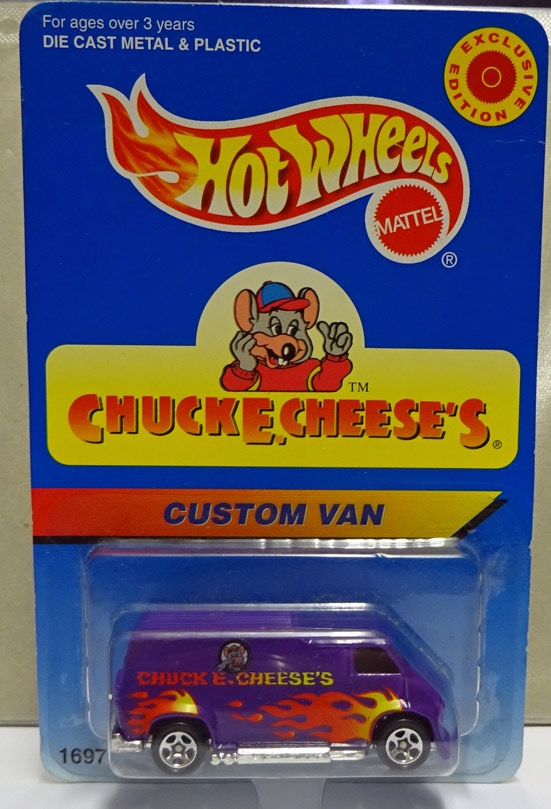 For ages over 3 years
DIE CAST METAL & PLASTIC
EXCLUSIVE
EDITION
HOT WHEELS
MATTEL
®
TM
CHUCK E. CHEESE'S ®
CUSTOM VAN
CHUCK E. CHEESE'S
1697